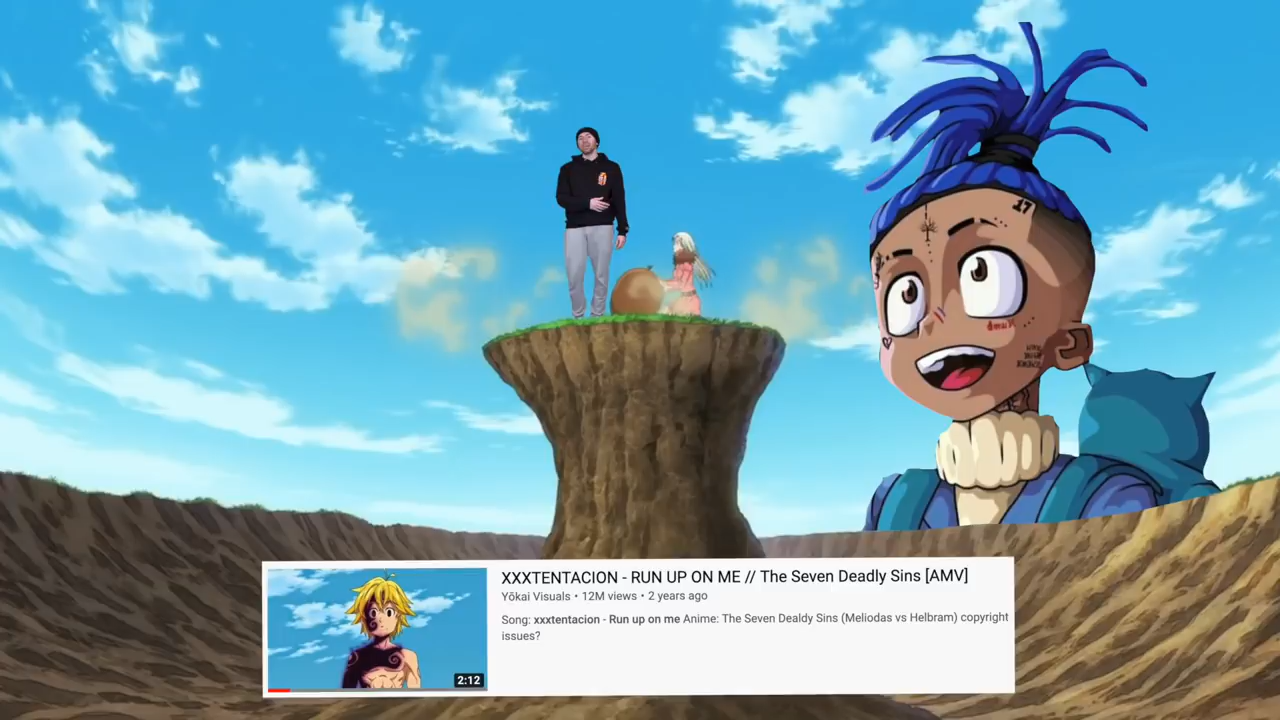 17
XXXTENTACION - RUN UP ON ME // The Seven Deadly Sins [AMV]
Yōkai Visuals • 12M views • 2 years ago
Song: xxxtentacion - Run up on me Anime: The Seven Dealdy Sins (Meliodas vs Helbram) copyright
issues?
2:12